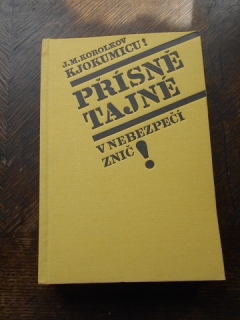 J.M.KOROLKOV
KJOKUMICU!
PŘÍSNĚ
TAJNÉ
V NEBEZPEČÍ
ZNIČ!